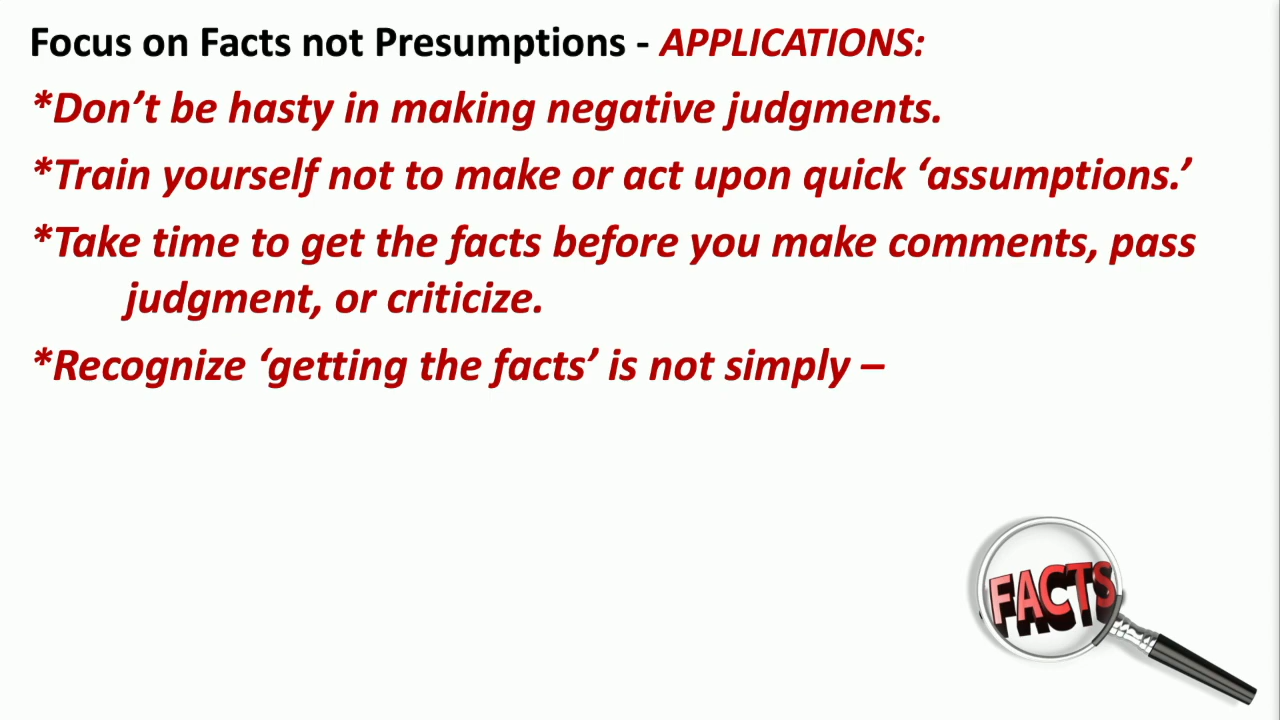 Focus on Facts not Presumptions - APPLICATIONS:
*Don’t be hasty in making negative judgments.
*Train yourself not to make or act upon quick ‘assumptions.’
*Take time to get the facts before you make comments, pass
judgment, or criticize.
*Recognize ‘getting the facts’ is not simply –
FACTS